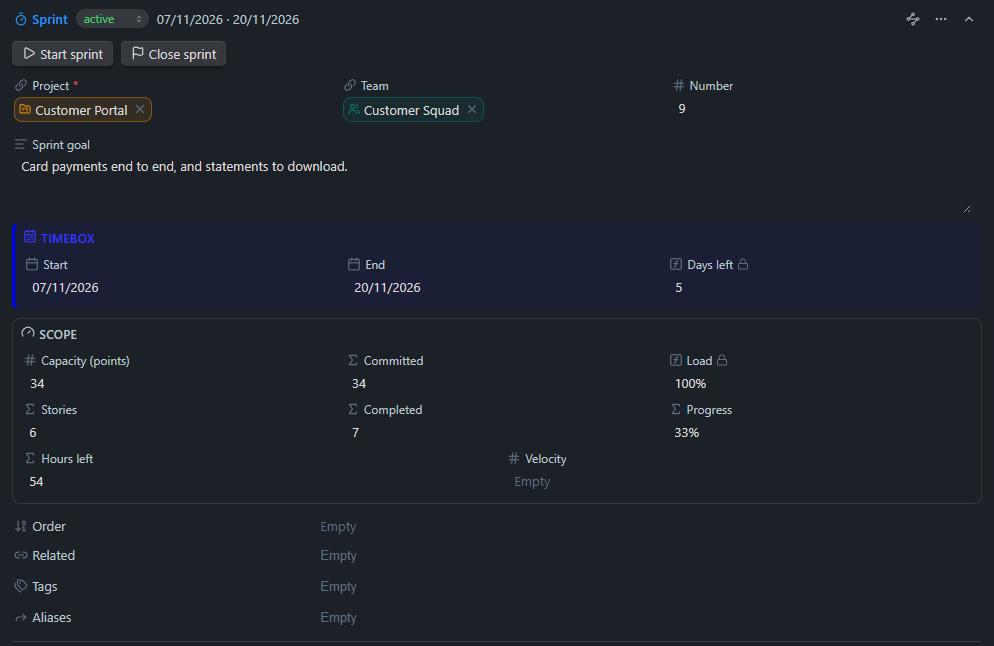 Sprint active 07/11/2026 · 20/11/2026
Start sprint Close sprint
Project * Team Number
Customer Portal Customer Squad 9
Sprint goal
Card payments end to end, and statements to download.
TIMEBOX
Start End Days left
07/11/2026 20/11/2026 5
SCOPE
Capacity (points) Committed Load
34 34 100%
Stories Completed Progress
6 7 33%
Hours left Velocity
54 Empty
Order Empty
Related Empty
Tags Empty
Aliases Empty